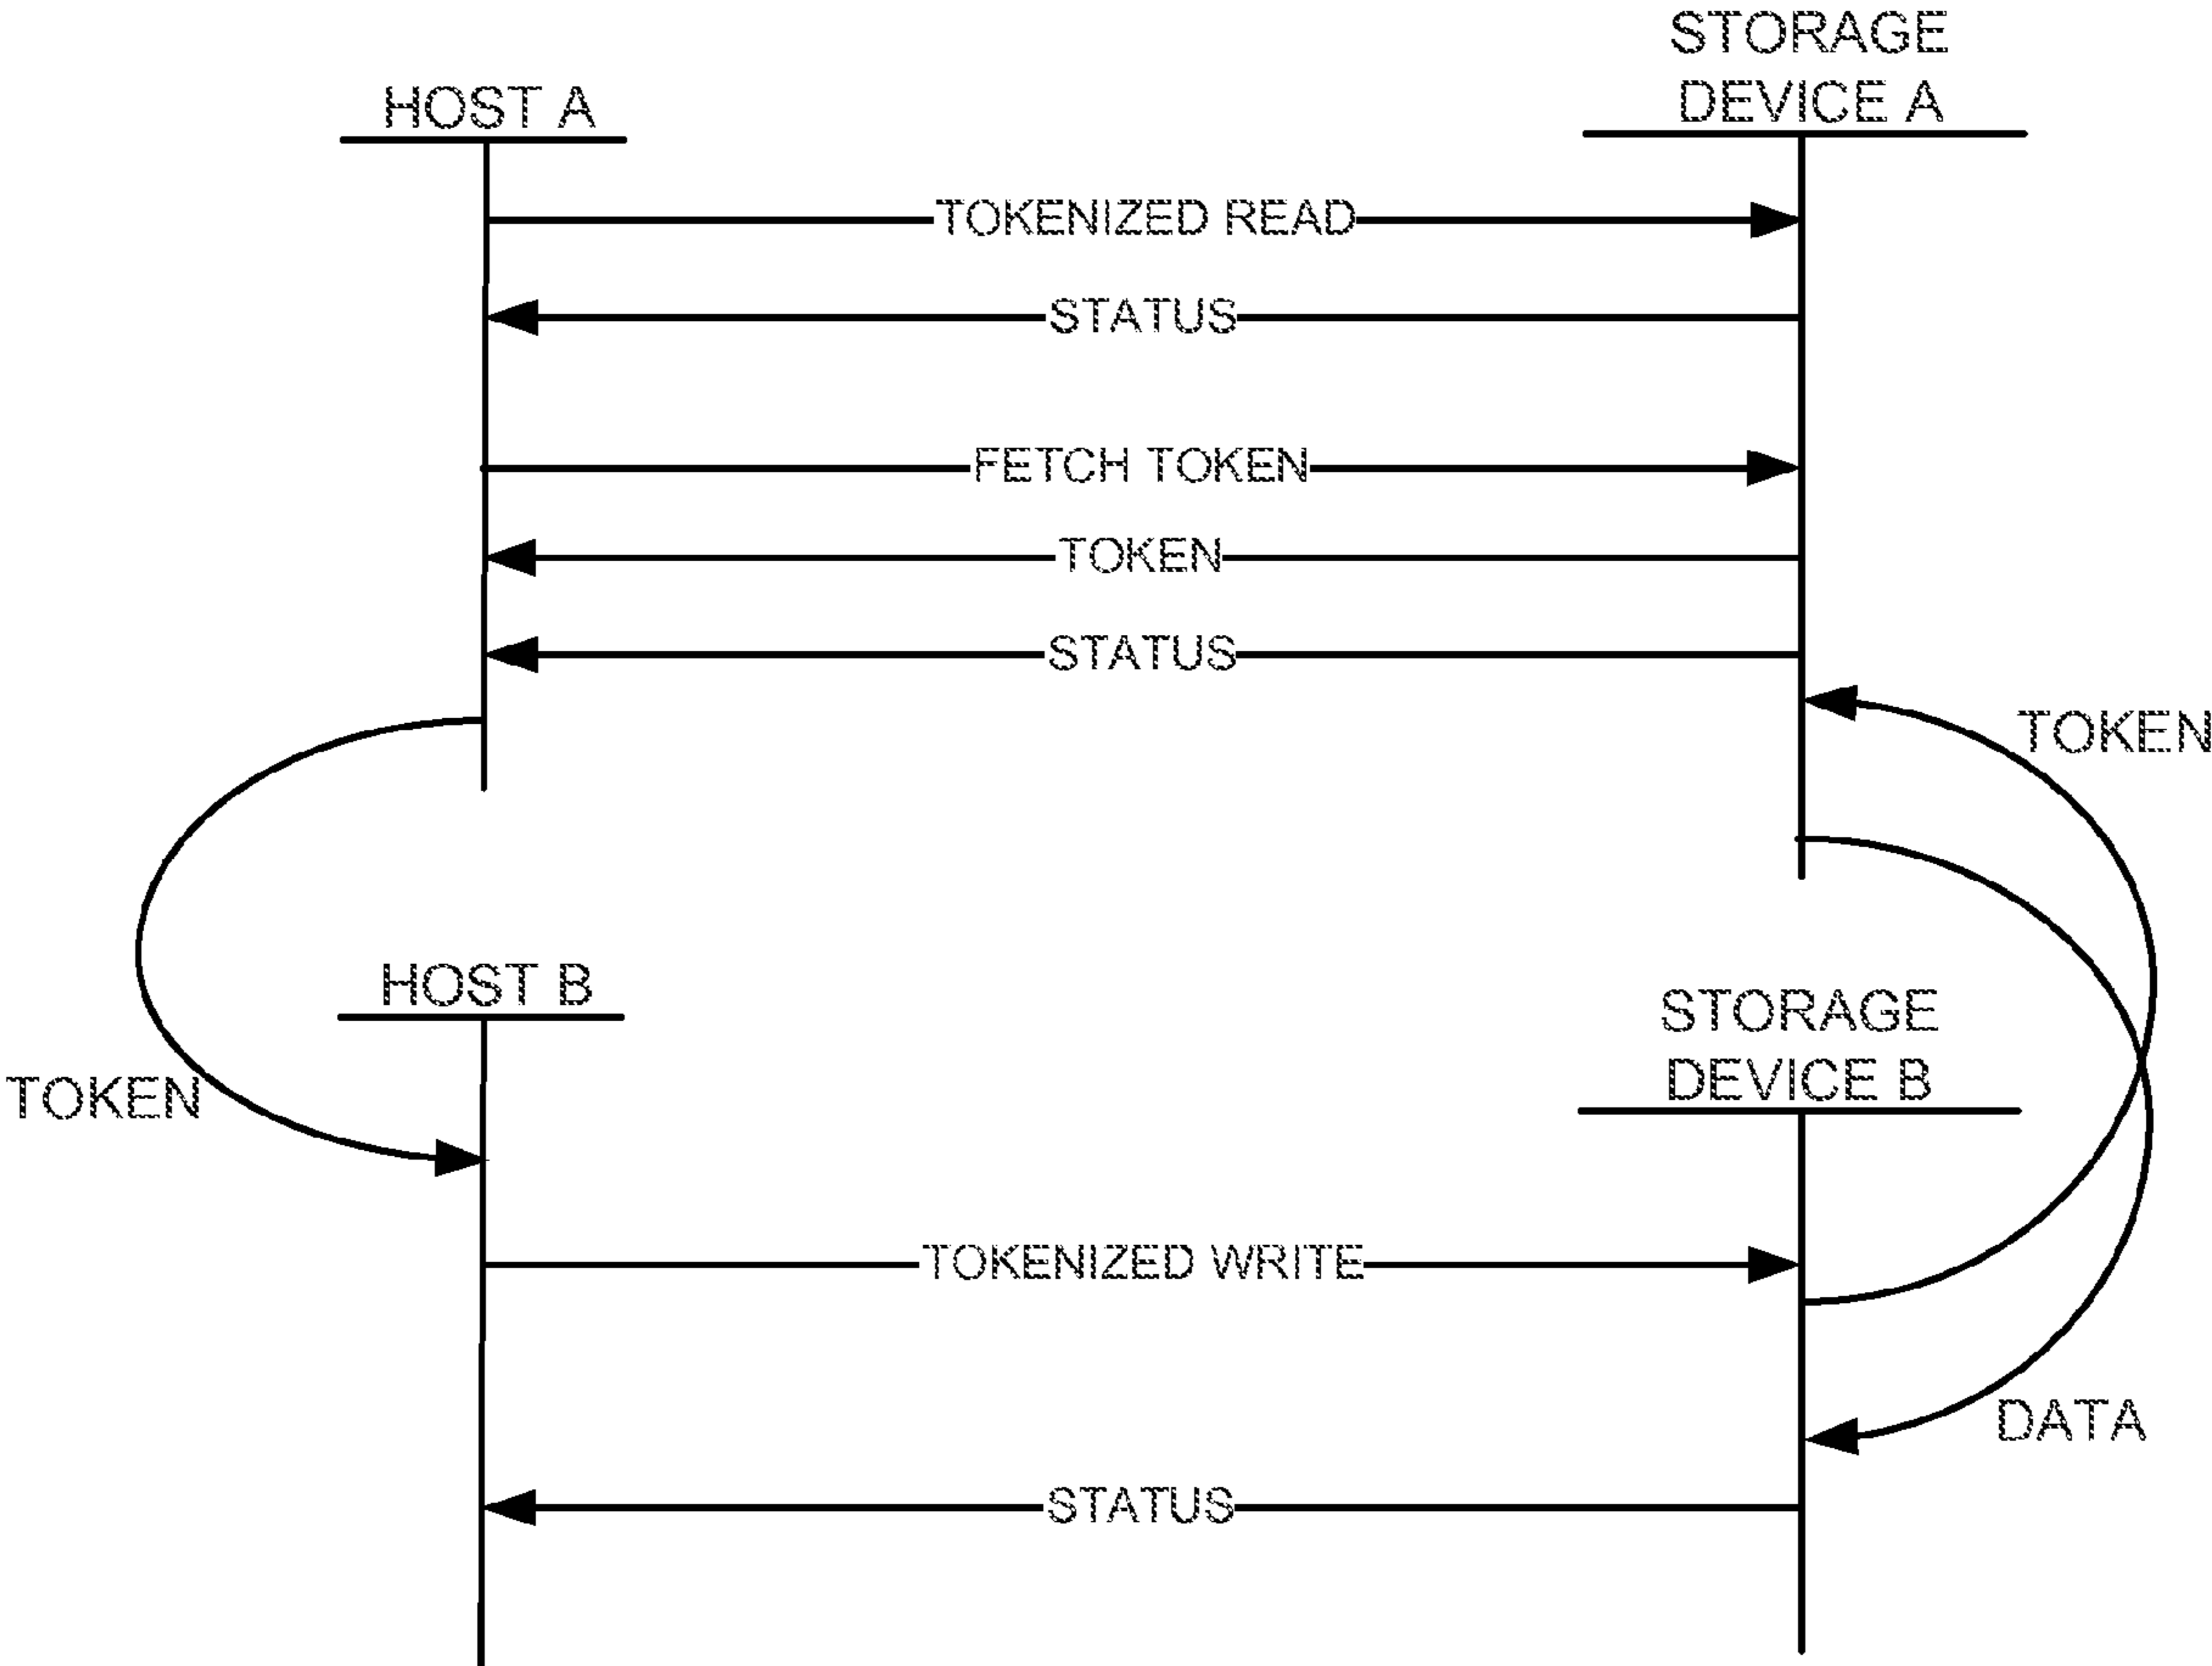 STORAGE
DEVICE A
HOST A
TOKENIZED READ
STATUS
FETCH TOKEN
TOKEN
STATUS
TOKEN
HOST B
STORAGE
DEVICE B
TOKEN
TOKENIZED WRITE
DATA
STATUS